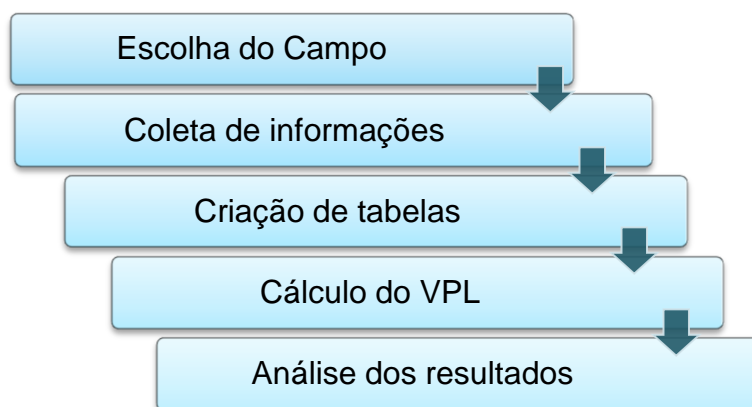 Escolha do Campo
Coleta de informações
Criação de tabelas
Cálculo do VPL
Análise dos resultados